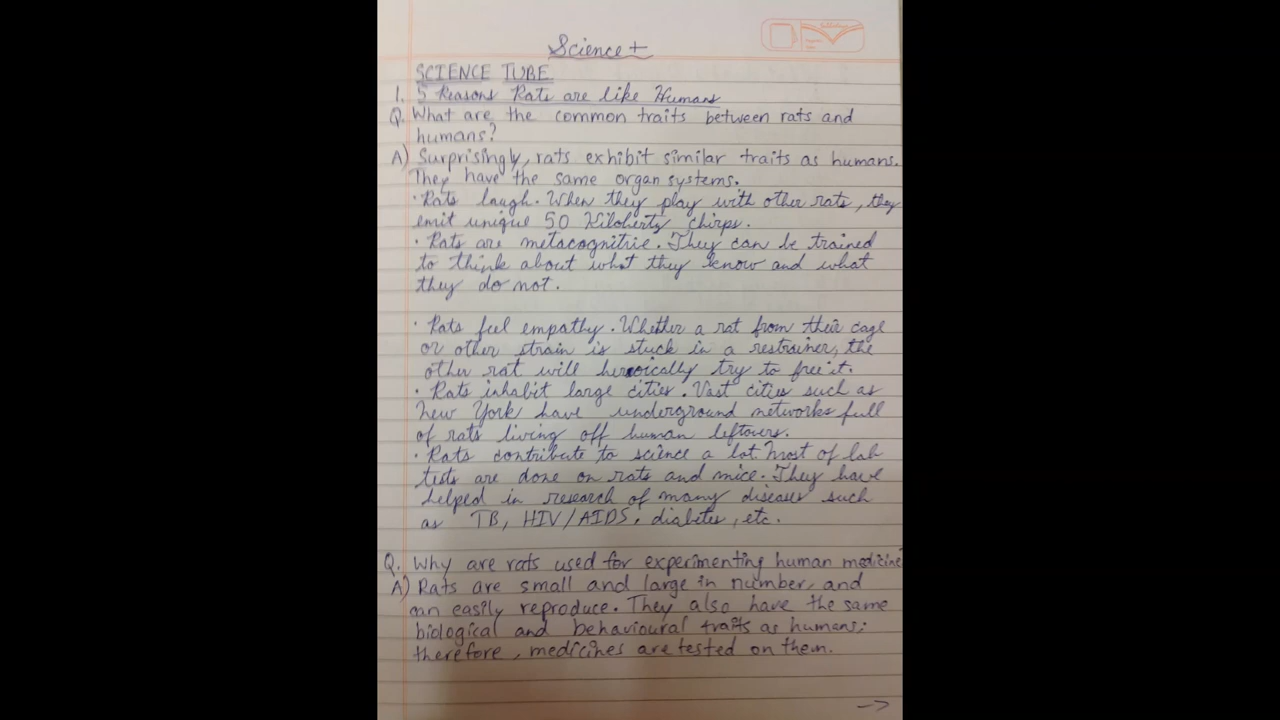 Science+
SCIENCE TUBE
1. 5 Reasons Rats are like Humans
Q. What are the common traits between rats and
humans?
A) Surprisingly, rats exhibit similar traits as humans.
They have the same organ systems.
· Rats laugh. When they play with other rats, they
emit unique 50 Kilohertz chirps.
· Rats are metacognitive. They can be trained
to think about what they know and what
they do not.
· Rats feel empathy. Whether a rat from their cage
or other strain is stuck in a restrainer, the
other rat will heroically try to free it.
· Rats inhabit large cities. Vast cities such as
New York have underground networks full
of rats living off human leftovers.
· Rats contribute to science a lot. Most of lab
tests are done on rats and mice. They have
helped in research of many diseases such
as TB, HIV/AIDS, diabetes, etc.
Q. Why are rats used for experimenting human medicine?
A) Rats are small and large in number, and
can easily reproduce. They also have the same
biological and behavioural traits as humans;
therefore, medicines are tested on them.
→